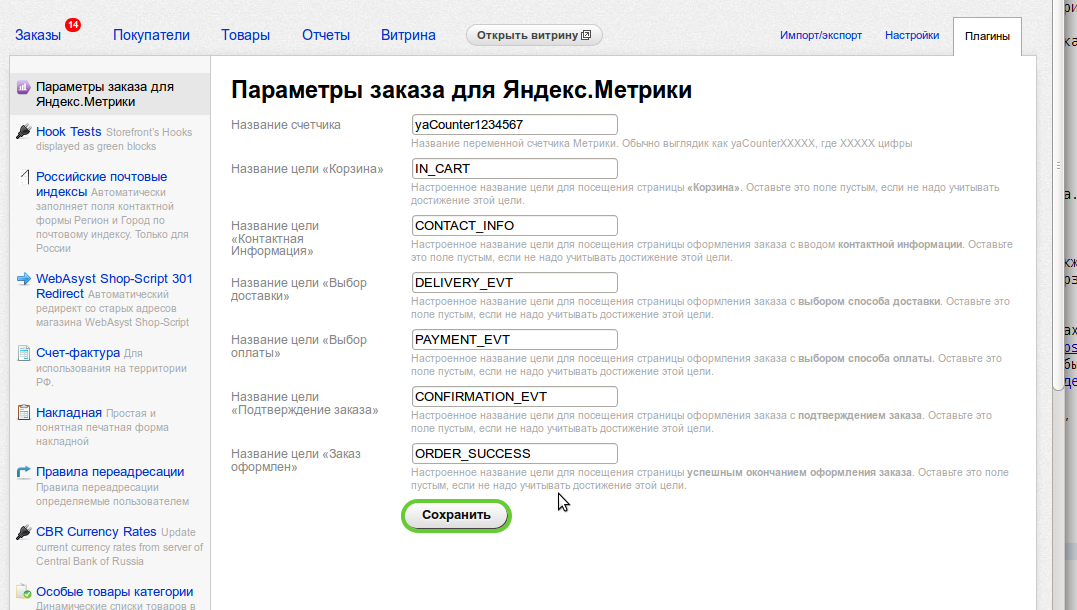 14
Заказы Покупатели Товары Отчеты Витрина Открыть витрину Импорт/экспорт Настройки Плагины
Параметры заказа для
Яндекс.Метрики
Hook Tests Storefront's Hooks
displayed as green blocks
Российские почтовые
индексы Автоматически
заполняет поля контактной
формы Регион и Город по
почтовому индексу. Только для
России
WebAsyst Shop-Script 301
Redirect Автоматический
редирект со старых адресов
магазина WebAsyst Shop-Script
Счет-фактура Для
использования на территории
РФ.
Накладная Простая и
понятная печатная форма
накладной
Правила переадресации
Правила переадресации
определяемые пользователем
CBR Currency Rates Update
current currency rates from server of
Central Bank of Russia
Особые товары категории
Динамические списки товаров в
Параметры заказа для Яндекс.Метрики
Название счетчика
yaCounter1234567
Название переменной счетчика Метрики. Обычно выглядик как yaCounterXXXXX, где XXXXX цифры
Название цели «Корзина»
IN_CART
Настроенное название цели для посещения страницы «Корзина». Оставьте это поле пустым, если не надо учитывать
достижение этой цели.
Название цели
«Контактная
Информация»
CONTACT_INFO
Настроенное название цели для посещения страницы оформления заказа с вводом контактной информации. Оставьте
это поле пустым, если не надо учитывать достижение этой цели.
Название цели «Выбор
доставки»
DELIVERY_EVT
Настроенное название цели для посещения страницы оформления заказа с выбором способа доставки. Оставьте это
поле пустым, если не надо учитывать достижение этой цели.
Название цели «Выбор
оплаты»
PAYMENT_EVT
Настроенное название цели для посещения страницы оформления заказа с выбором способа оплаты. Оставьте это
поле пустым, если не надо учитывать достижение этой цели.
Название цели
«Подтверждение заказа»
CONFIRMATION_EVT
Настроенное название цели для посещения страницы оформления заказа с подтверждением заказа. Оставьте это
поле пустым, если не надо учитывать достижение этой цели.
Название цели «Заказ
оформлен»
ORDER_SUCCESS
Настроенное название цели для посещения страницы успешным окончанием оформления заказа. Оставьте это поле
пустым, если не надо учитывать достижение этой цели.
Сохранить